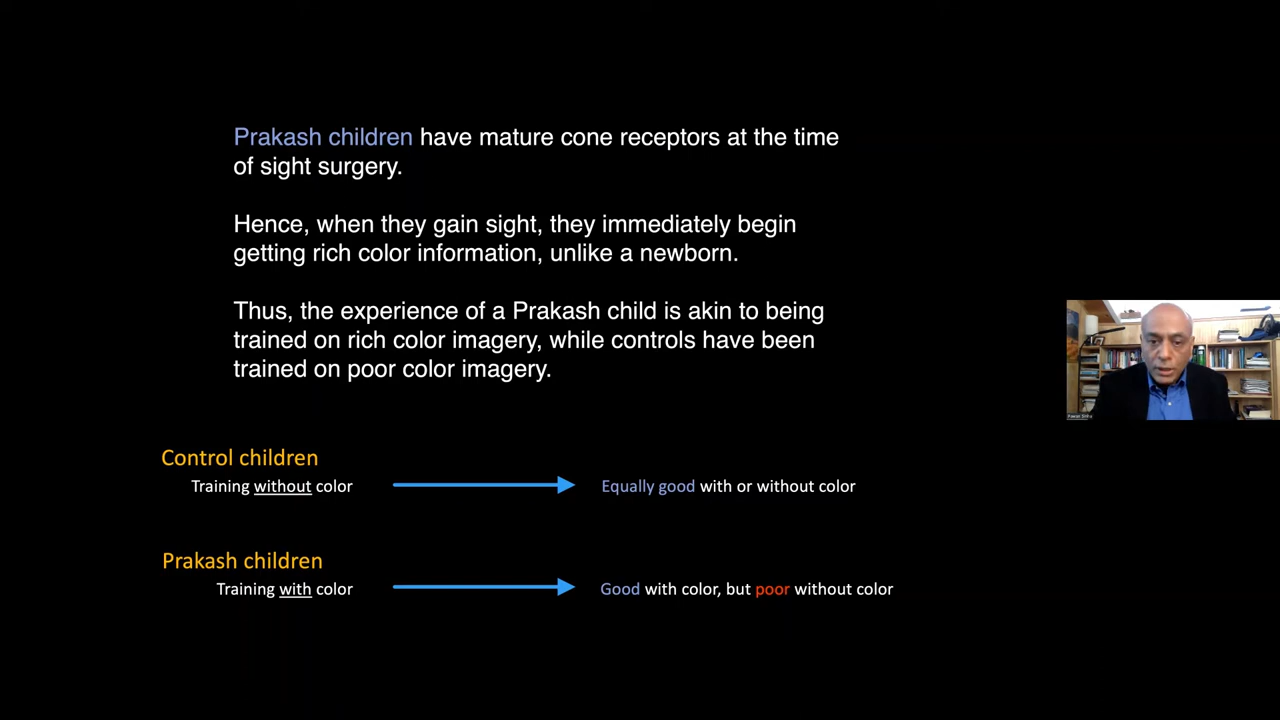 Prakash children have mature cone receptors at the time
of sight surgery.
Hence, when they gain sight, they immediately begin
getting rich color information, unlike a newborn.
Thus, the experience of a Prakash child is akin to being
trained on rich color imagery, while controls have been
trained on poor color imagery.
Control children
Training without color
Equally good with or without color
Prakash children
Training with color
Good with color, but poor without color